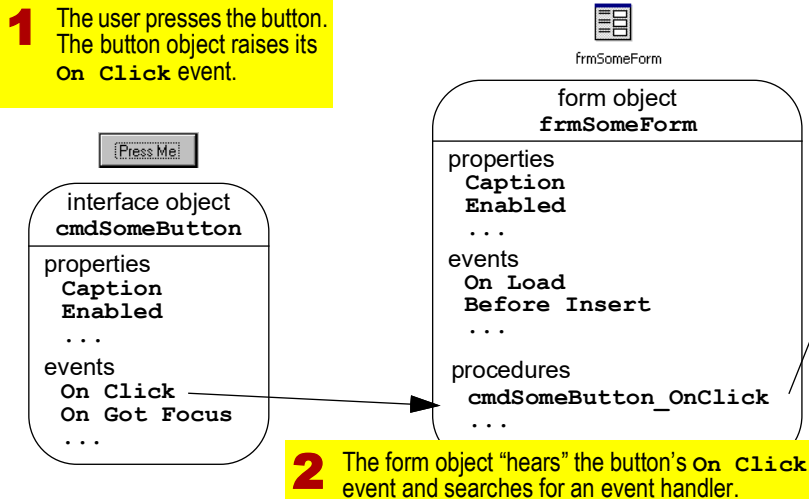 1 The user presses the button.
The button object raises its
On Click event.
frmSomeForm
Press Me
interface object
cmdSomeButton
properties
Caption
Enabled
...
events
On Click
On Got Focus
...
form object
frmSomeForm
properties
Caption
Enabled
...
events
On Load
Before Insert
...
procedures
cmdSomeButton_OnClick
...
2 The form object “hears” the button’s On Click
event and searches for an event handler.